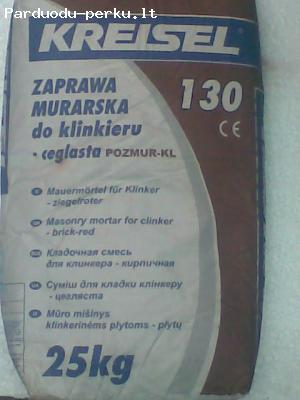 Parduodu-perku.lt
KREISEL
ZAPRAWA
MURARSKA
do klinkieru
- ceglasta POZMUR-KL
130
CE
Mauermörtel für Klinker
- ziegelroter
Masonry mortar for clinker
- brick-red
Кладочная смесь
для клинкера - кирпичная
Суміш для кладки клінкеру
- цегляста
Mūro mišinys
klinkerinėms plytoms - plytų
25kg